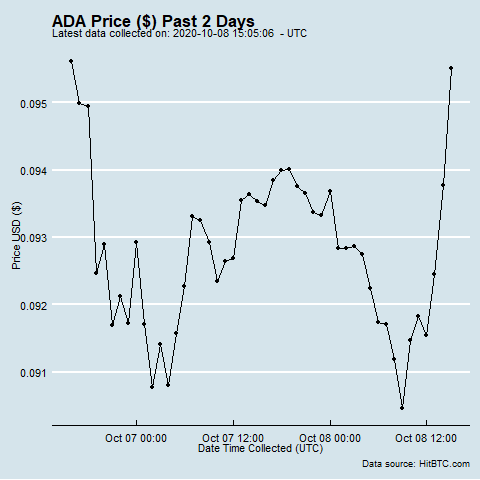 ADA Price ($) Past 2 Days
Latest data collected on: 2020-10-08 15:05:06 - UTC
Price USD ($)
0.095
0.094
0.093
0.092
0.091
Oct 07 00:00 Oct 07 12:00 Oct 08 00:00 Oct 08 12:00
Date Time Collected (UTC)
Data source: HitBTC.com